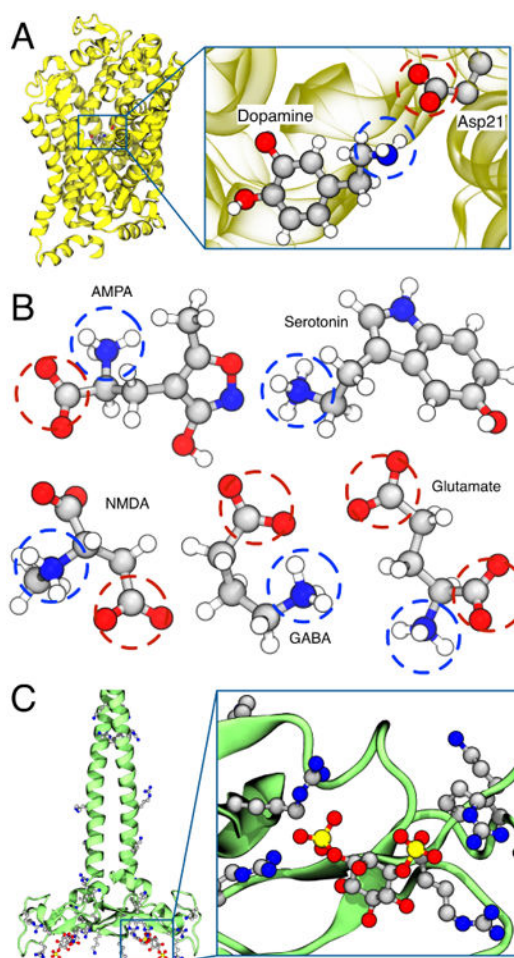 A
Dopamine
Asp21
B
AMPA
Serotonin
NMDA
Glutamate
GABA
C